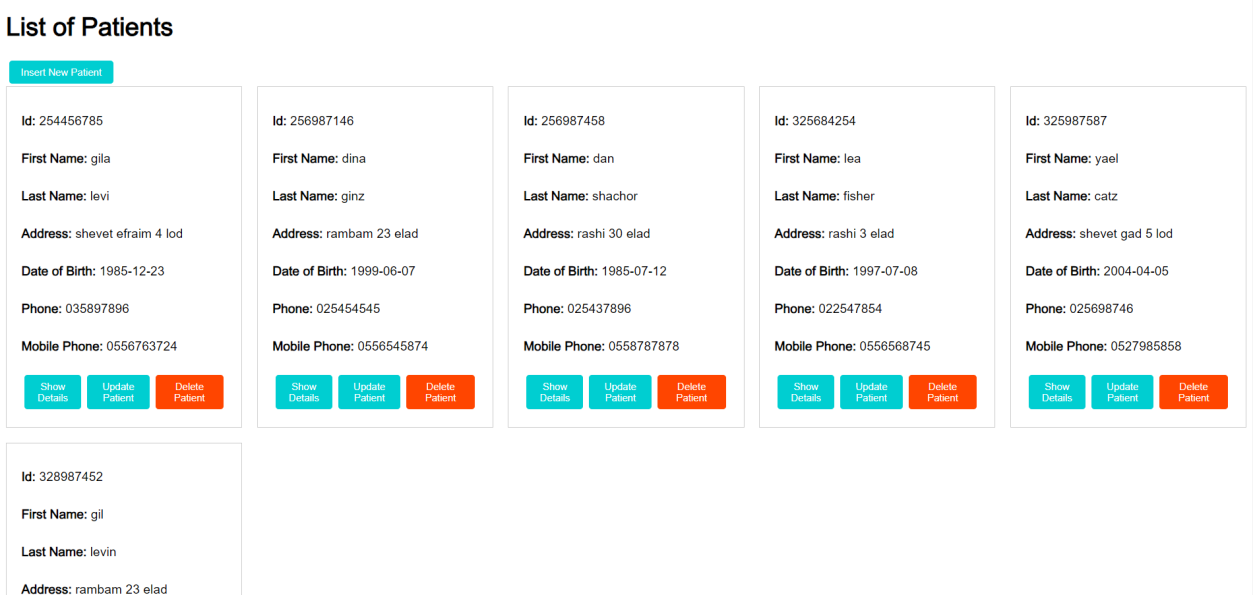 List of Patients
Insert New Patient
Id: 254456785
First Name: gila
Last Name: levi
Address: shevet efraim 4 lod
Date of Birth: 1985-12-23
Phone: 035897896
Mobile Phone: 0556763724
Show
Details
Update
Patient
Delete
Patient
Id: 256987146
First Name: dina
Last Name: ginz
Address: rambam 23 elad
Date of Birth: 1999-06-07
Phone: 025454545
Mobile Phone: 0556545874
Show
Details
Update
Patient
Delete
Patient
Id: 256987458
First Name: dan
Last Name: shachor
Address: rashi 30 elad
Date of Birth: 1985-07-12
Phone: 025437896
Mobile Phone: 0558787878
Show
Details
Update
Patient
Delete
Patient
Id: 325684254
First Name: lea
Last Name: fisher
Address: rashi 3 elad
Date of Birth: 1997-07-08
Phone: 022547854
Mobile Phone: 0556568745
Show
Details
Update
Patient
Delete
Patient
Id: 325987587
First Name: yael
Last Name: catz
Address: shevet gad 5 lod
Date of Birth: 2004-04-05
Phone: 025698746
Mobile Phone: 0527985858
Show
Details
Update
Patient
Delete
Patient
Id: 328987452
First Name: gil
Last Name: levin
Address: rambam 23 elad